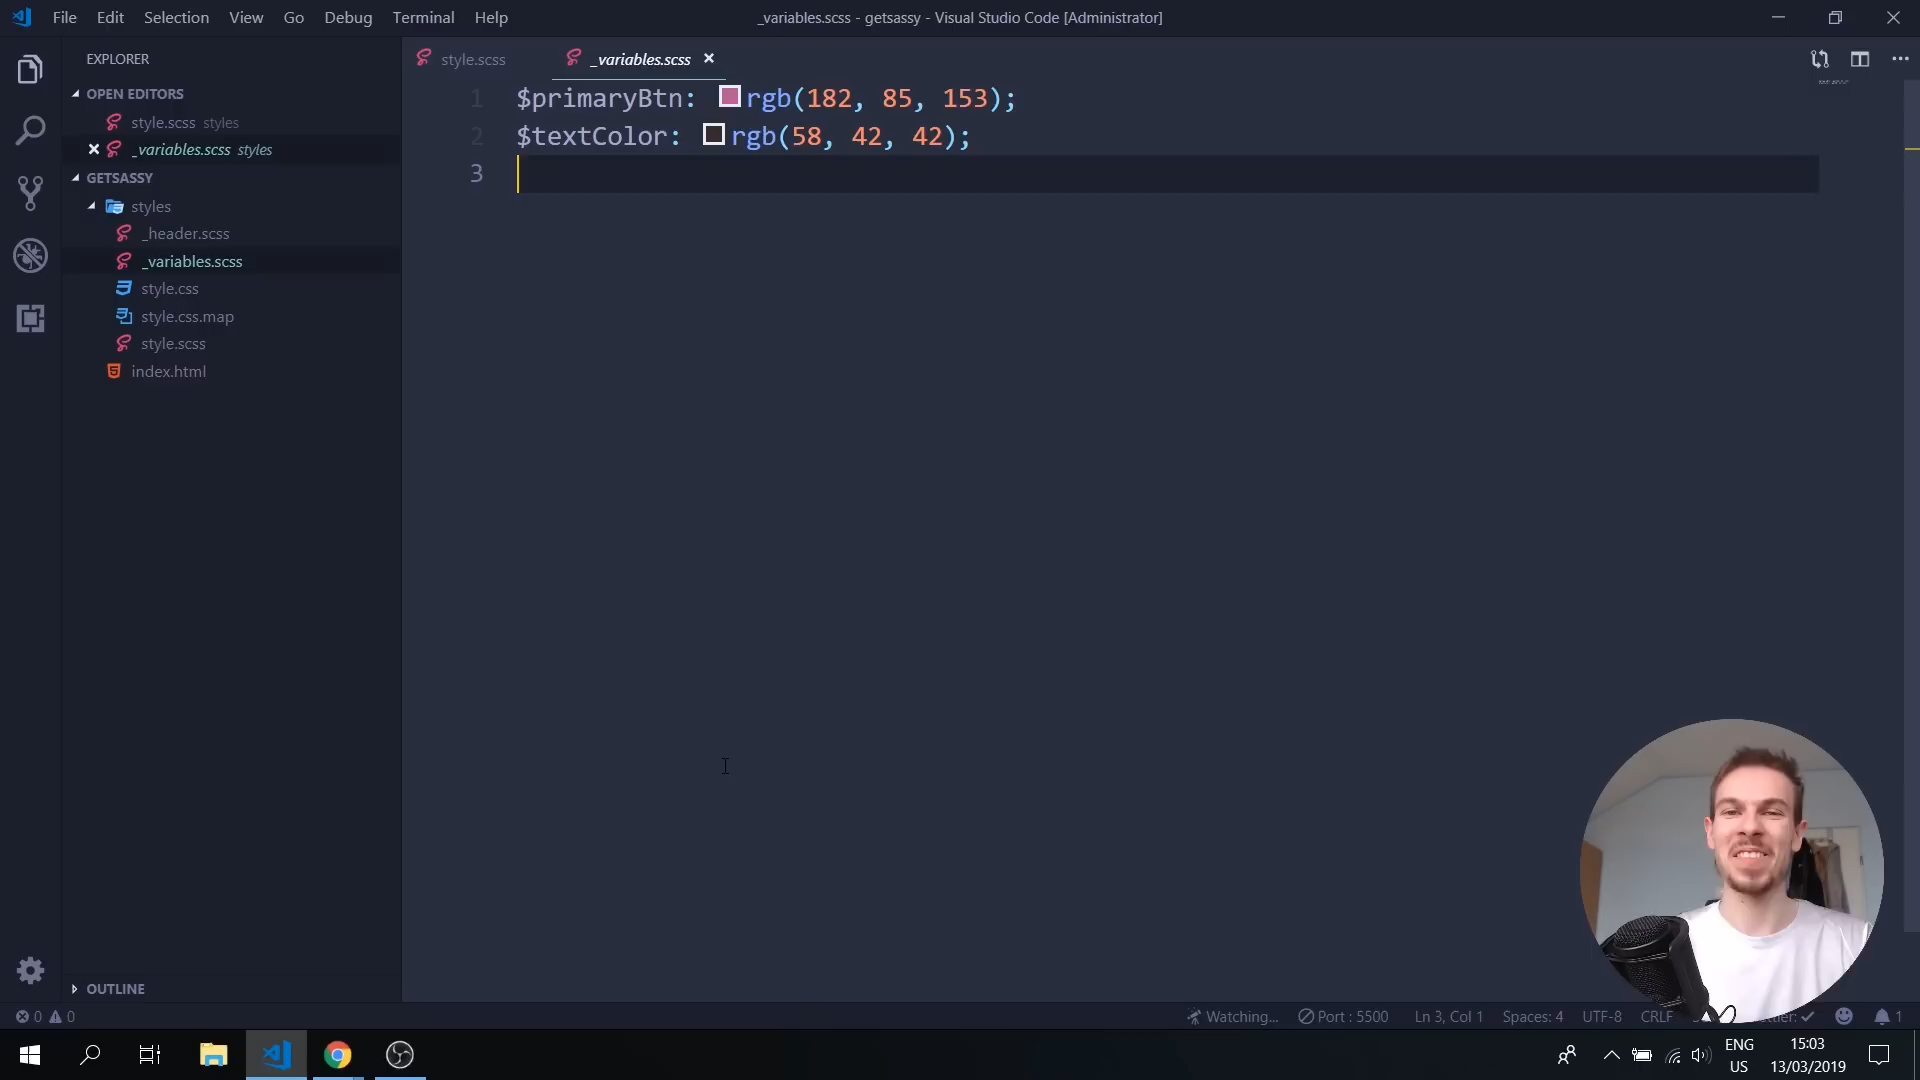 File Edit Selection View Go Debug Terminal Help
_variables.scss - getsassy - Visual Studio Code [Administrator]
EXPLORER
OPEN EDITORS
style.scss styles
_variables.scss styles
GETSASSY
styles
_header.scss
_variables.scss
style.css
style.css.map
style.scss
index.html
OUTLINE
style.scss
_variables.scss
1 $primaryBtn: rgb(182, 85, 153);
2 $textColor: rgb(58, 42, 42);
3
0 0
Watching...
Port : 5500
Ln 3, Col 1
Spaces: 4
UTF-8
CRLF
1
ENG
US
15:03
13/03/2019